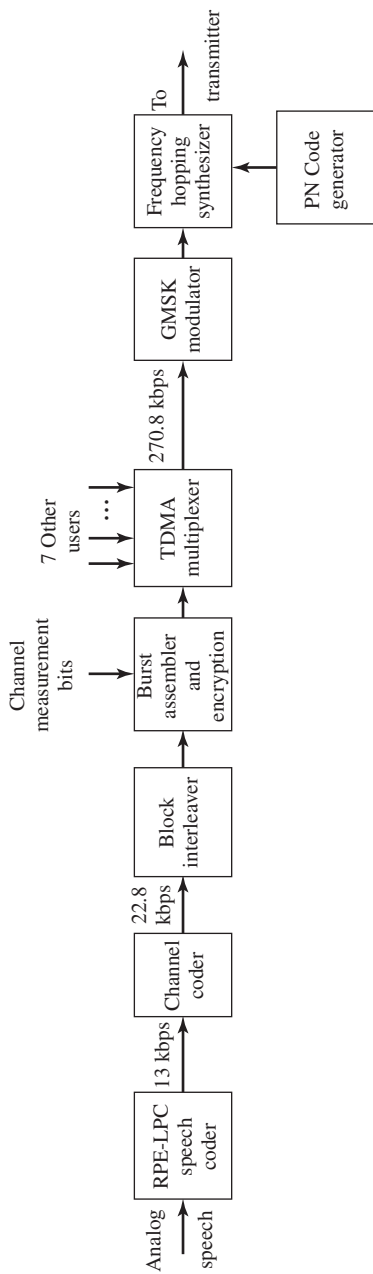 Analog
speech
RPE-LPC
speech
coder
13 kbps
Channel
coder
22.8
kbps
Block
interleaver
Channel
measurement
bits
Burst
assembler
and
encryption
7 Other
users
...
TDMA
multiplexer
270.8 kbps
GMSK
modulator
Frequency
hopping
synthesizer
To
transmitter
PN Code
generator